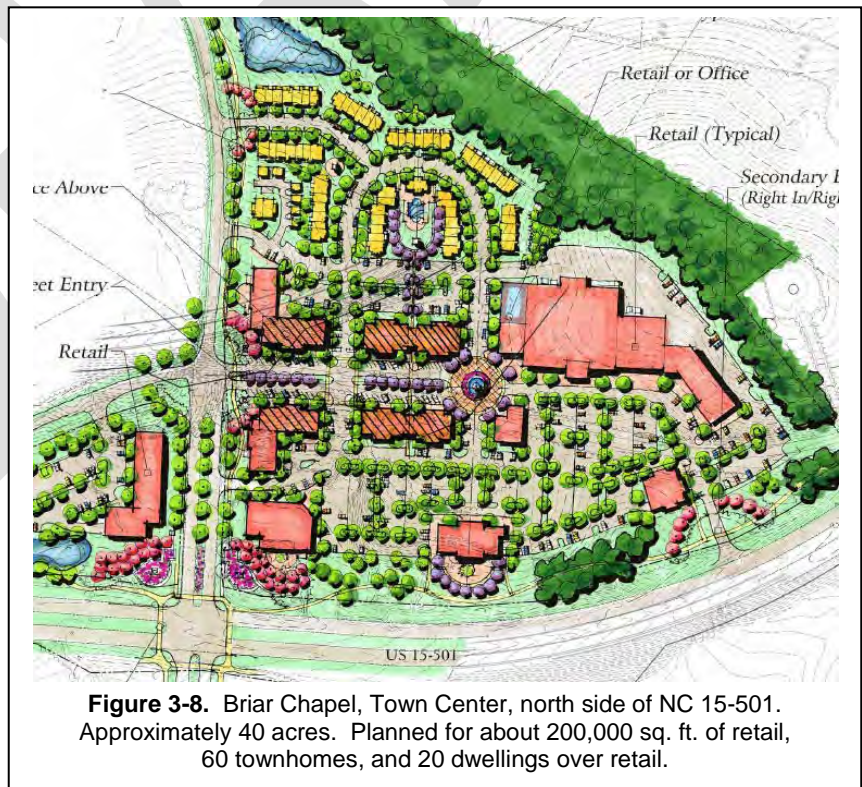 Retail or Office
Retail (Typical)
Secondary
(Right In/Righ
ce Above
eet Entry
Retail
US 15-501
Figure 3-8. Briar Chapel, Town Center, north side of NC 15-501.
Approximately 40 acres. Planned for about 200,000 sq. ft. of retail,
60 townhomes, and 20 dwellings over retail.